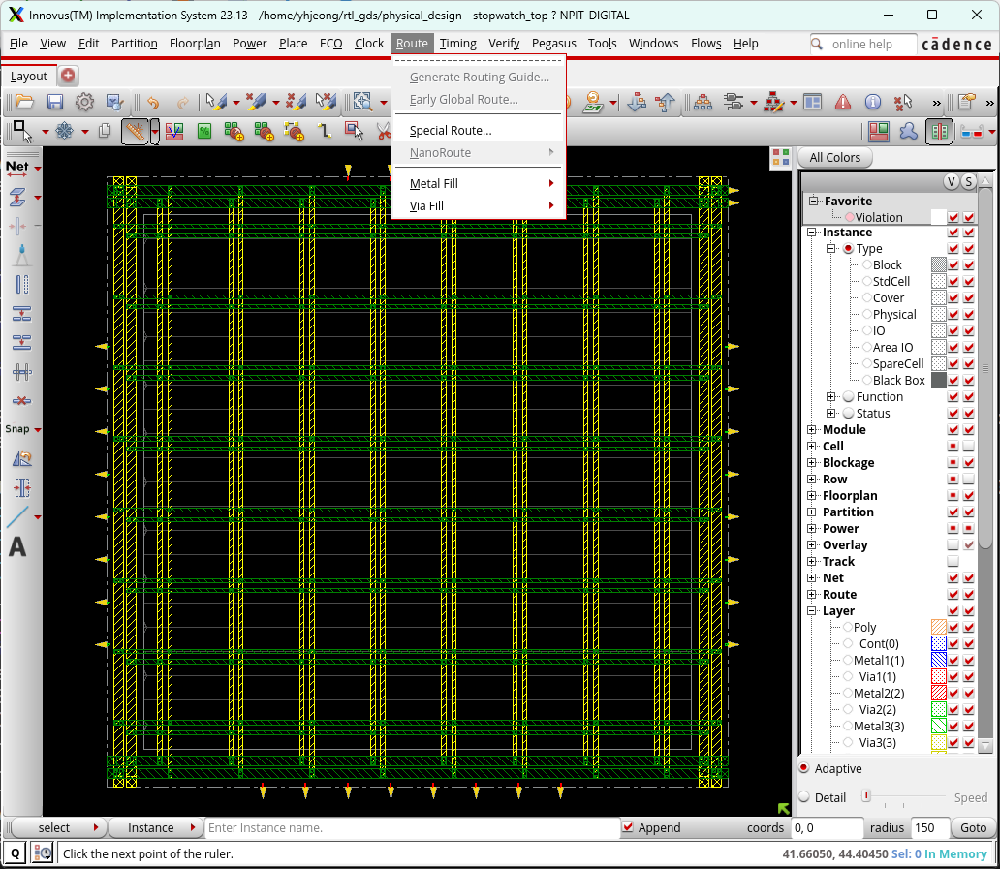 Innovus(TM) Implementation System 23.13 - /home/yhjeong/rtl_gds/physical_design - stopwatch_top ? NPIT-DIGITAL
File View Edit Partition Floorplan Power Place ECO Clock Route Timing Verify Pegasus Tools Windows Flows Help
online help
cādence
Layout
Generate Routing Guide...
Early Global Route...
Special Route...
NanoRoute
Metal Fill
Via Fill
Net
Snap
A
All Colors
V S
Favorite
Violation
Instance
Type
Block
StdCell
Cover
Physical
IO
Area IO
SpareCell
Black Box
Function
Status
Module
Cell
Blockage
Row
Floorplan
Partition
Power
Overlay
Track
Net
Route
Layer
Poly
Cont(0)
Metal1(1)
Via1(1)
Metal2(2)
Via2(2)
Metal3(3)
Via3(3)
Adaptive
Detail Speed
select Instance Enter Instance name. Append coords 0, 0 radius 150 Goto
Q Click the next point of the ruler. 41.66050, 44.40450 Sel: 0 In Memory